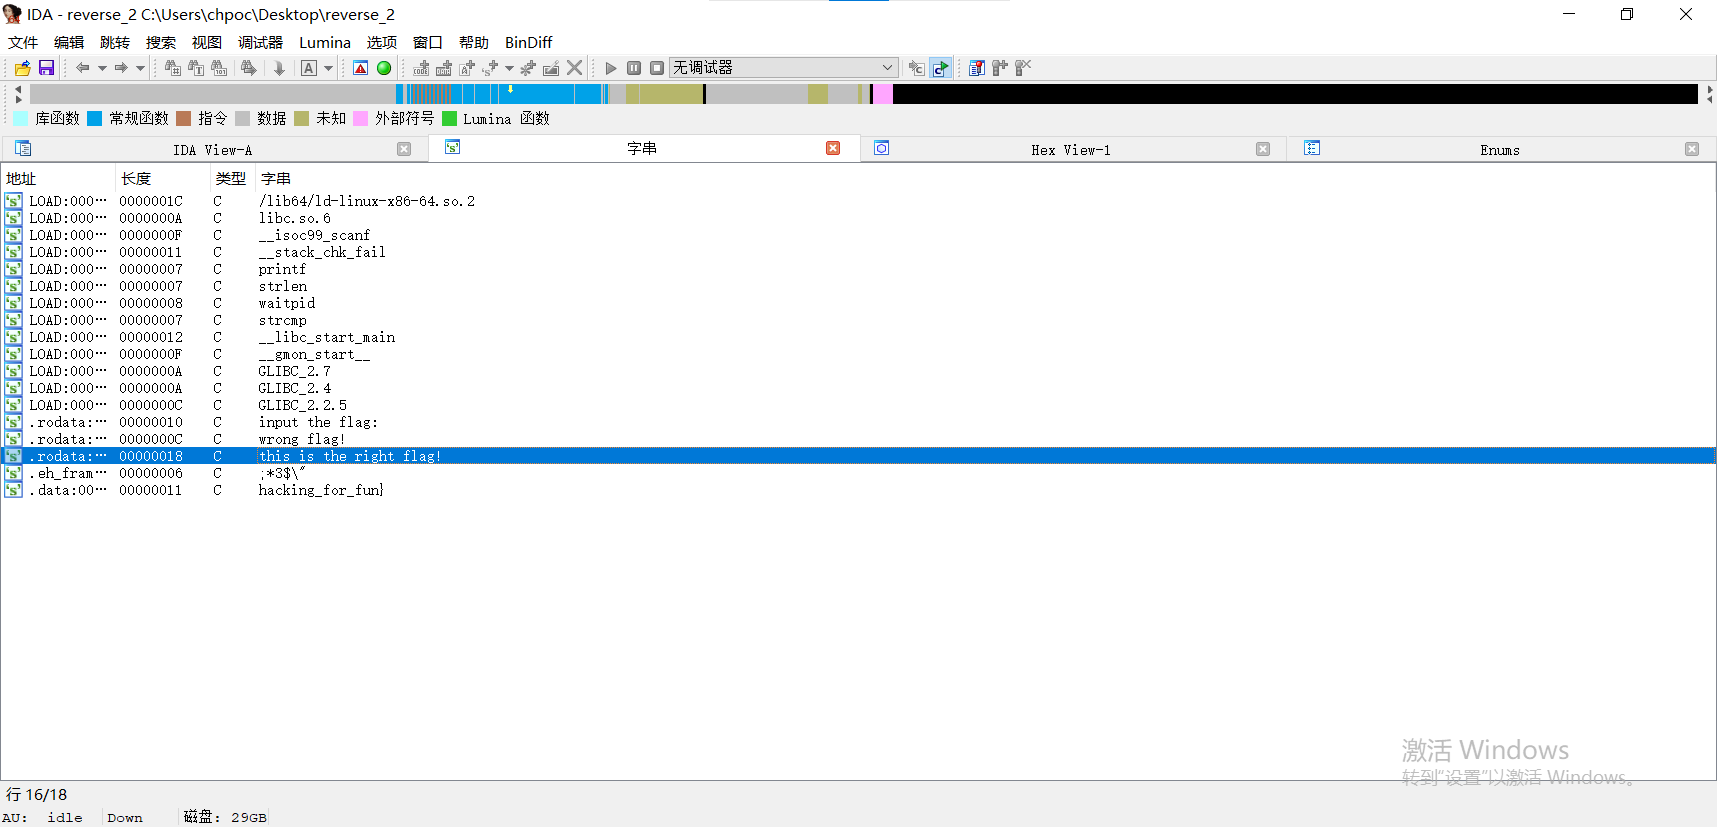 IDA - reverse_2 C:\Users\chpoc\Desktop\reverse_2
文件 编辑 跳转 搜索 视图 调试器 Lumina 选项 窗口 帮助 BinDiff
无调试器
库函数 常规函数 指令 数据 未知 外部符号 Lumina 函数
IDA View-A 字串 Hex View-1 Enums
地址 长度 类型 字串
LOAD:000… 0000001C C /lib64/ld-linux-x86-64.so.2
LOAD:000… 0000000A C libc.so.6
LOAD:000… 0000000F C __isoc99_scanf
LOAD:000… 00000011 C __stack_chk_fail
LOAD:000… 00000007 C printf
LOAD:000… 00000007 C strlen
LOAD:000… 00000008 C waitpid
LOAD:000… 00000007 C strcmp
LOAD:000… 00000012 C __libc_start_main
LOAD:000… 0000000F C __gmon_start__
LOAD:000… 0000000A C GLIBC_2.7
LOAD:000… 0000000A C GLIBC_2.4
LOAD:000… 0000000C C GLIBC_2.2.5
.rodata:… 00000010 C input the flag:
.rodata:… 0000000C C wrong flag!
.rodata:… 00000018 C this is the right flag!
.eh_fram… 00000006 C ;*3$\"
.data:00… 00000011 C hacking_for_fun}
激活 Windows
转到“设置”以激活 Windows。
行 16/18
AU: idle Down 磁盘: 29GB